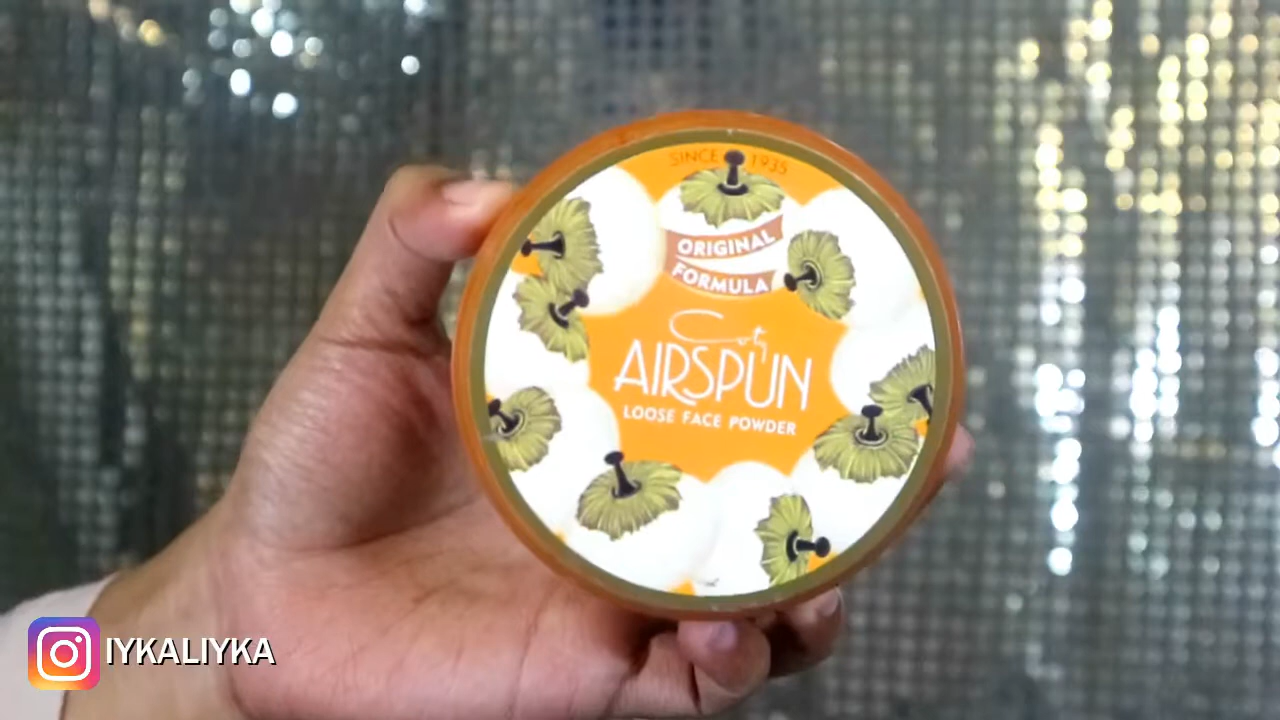 SINCE 1935
ORIGINAL
FORMULA
Coty
AIRSPUN
LOOSE FACE POWDER
IYKALIYKA